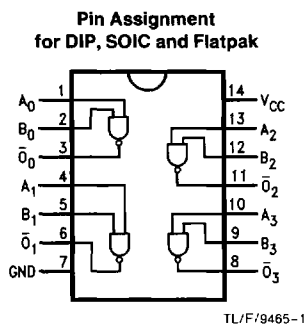 Pin Assignment
for DIP, SOIC and Flatpak
A0 1
B0 2
Ō0 3
A1 4
B1 5
Ō1 6
GND 7
14 VCC
13 A2
12 B2
11 Ō2
10 A3
9 B3
8 Ō3
TL/F/9465-1